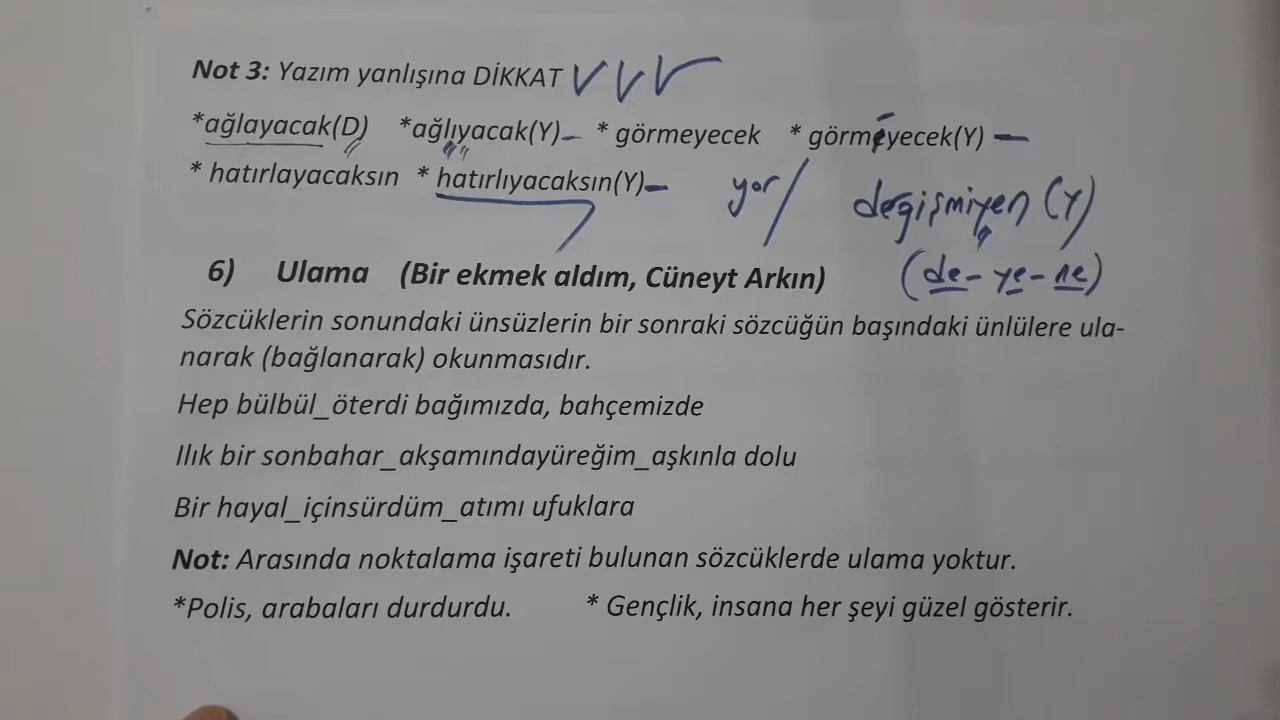 Not 3: Yazım yanlışına DİKKAT
*ağlayacak(D) *ağlıyacak(Y) * görmeyecek * görmeyecek(Y)
* hatırlayacaksın * hatırlıyacaksın(Y) yor değişmiyen (Y)
6) Ulama (Bir ekmek aldım, Cüneyt Arkın) (de-ye-ne)
Sözcüklerin sonundaki ünsüzlerin bir sonraki sözcüğün başındaki ünlülere ula-
narak (bağlanarak) okunmasıdır.
Hep bülbül_öterdi bağımızda, bahçemizde
Ilık bir sonbahar_akşamındayüreğim_aşkınla dolu
Bir hayal_içinsürdüm_atımı ufuklara
Not: Arasında noktalama işareti bulunan sözcüklerde ulama yoktur.
*Polis, arabaları durdurdu. * Gençlik, insana her şeyi güzel gösterir.